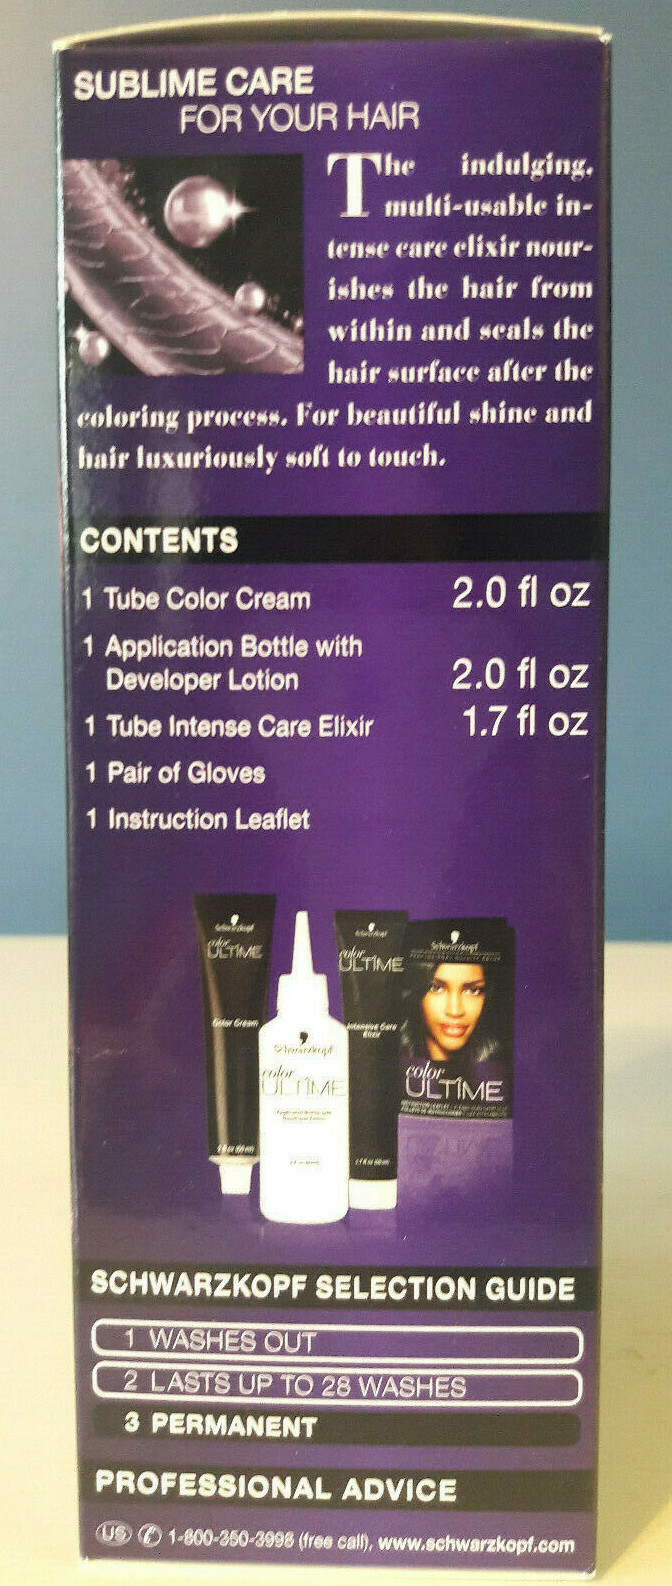 SUBLIME CARE
FOR YOUR HAIR
The indulging,
multi-usable in-
tense care elixir nour-
ishes the hair from
within and seals the
hair surface after the
coloring process. For beautiful shine and
hair luxuriously soft to touch.
CONTENTS
1 Tube Color Cream 2.0 fl oz
1 Application Bottle with
Developer Lotion 2.0 fl oz
1 Tube Intense Care Elixir 1.7 fl oz
1 Pair of Gloves
1 Instruction Leaflet
Schwarzkopf
color
ULTÎME
Color Cream
Schwarzkopf
color
ULTÎME
Schwarzkopf
color
ULTÎME
Intensive Care
Elixir
Schwarzkopf
color
ULTÎME
SCHWARZKOPF SELECTION GUIDE
1 WASHES OUT
2 LASTS UP TO 28 WASHES
3 PERMANENT
PROFESSIONAL ADVICE
US 1-800-350-3998 (free call), www.schwarzkopf.com